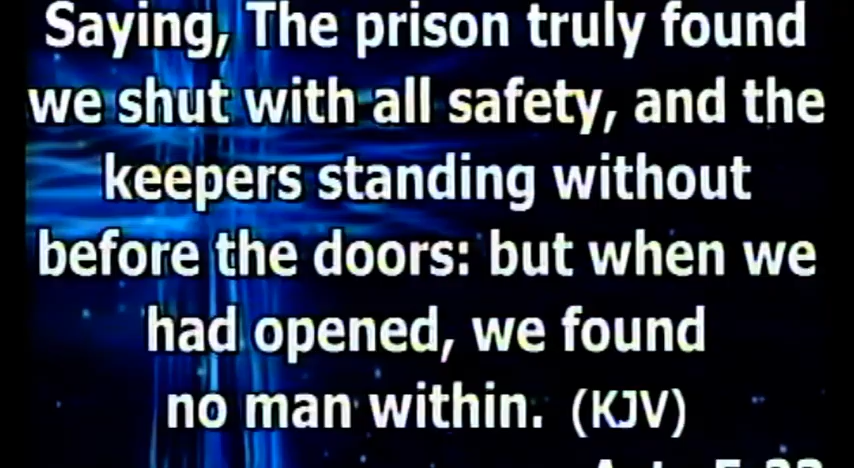 Saying, The prison truly found
we shut with all safety, and the
keepers standing without
before the doors: but when we
had opened, we found
no man within. (KJV)